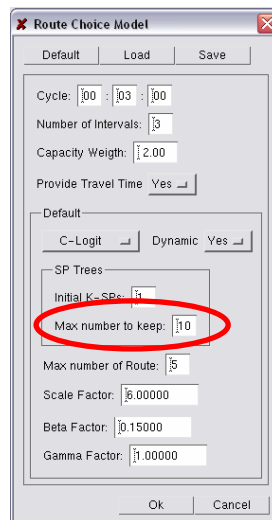 Route Choice Model
Default Load Save
Cycle: 00 : 03 : 00
Number of Intervals: 3
Capacity Weigth: 2.00
Provide Travel Time Yes
Default
C-Logit Dynamic Yes
SP Trees
Initial K-SPs: 1
Max number to keep: 10
Max number of Route: 5
Scale Factor: 6.00000
Beta Factor: 0.15000
Gamma Factor: 1.00000
Ok Cancel